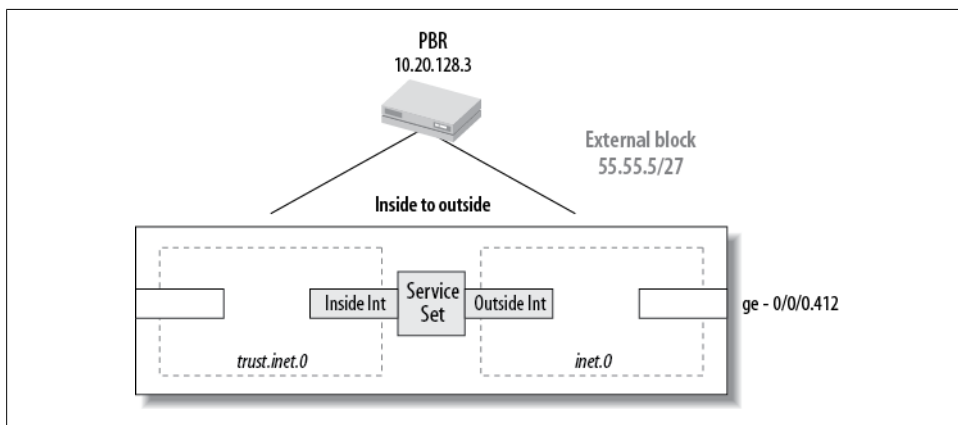 PBR
10.20.128.3
External block
55.55.5/27
Inside to outside
Inside Int
Service
Set
Outside Int
ge - 0/0/0.412
trust.inet.0
inet.0